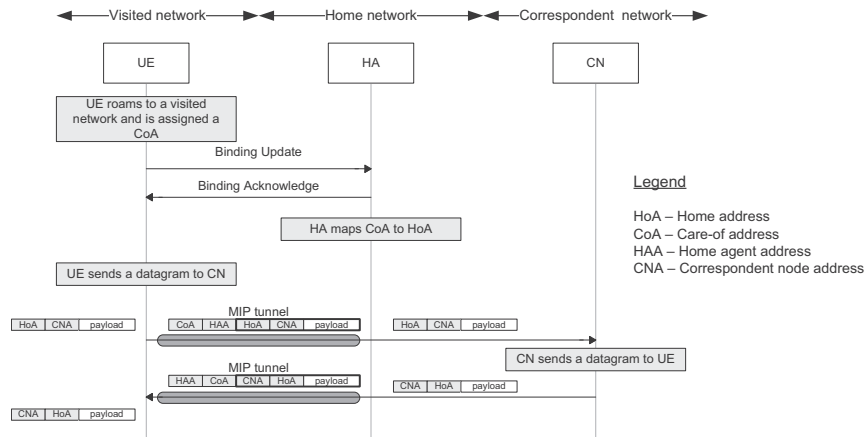 Visited network Home network Correspondent network
UE HA CN
UE roams to a visited
network and is assigned a
CoA
Binding Update
Binding Acknowledge
HA maps CoA to HoA
Legend
HoA – Home address
CoA – Care-of address
HAA – Home agent address
CNA – Correspondent node address
UE sends a datagram to CN
MIP tunnel
HoA CNA payload CoA HAA HoA CNA payload HoA CNA payload
CN sends a datagram to UE
MIP tunnel
HAA CoA CNA HoA payload CNA HoA payload
CNA HoA payload